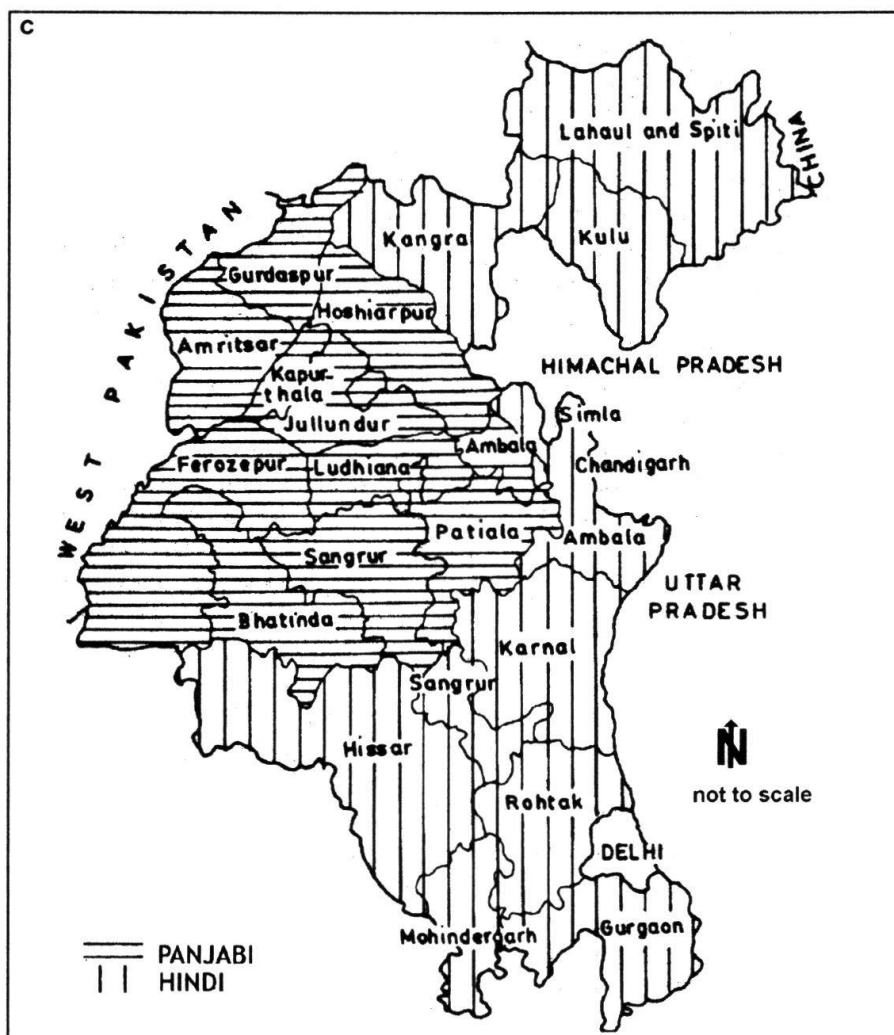 C
Lahaul and Spiti
CHINA
Kangra
Kulu
WEST PAKISTAN
Gurdaspur
Hoshiarpur
Amritsar
HIMACHAL PRADESH
Kapur-
thala
Simla
Jullundur
Ambala
Chandigarh
Ferozepur
Ludhiana
Patiala
Ambala
Sangrur
UTTAR
PRADESH
Bhatinda
Karnal
Sangrur
Hissar
N
not to scale
Rohtak
DELHI
Mohindergarh
Gurgaon
PANJABI
HINDI